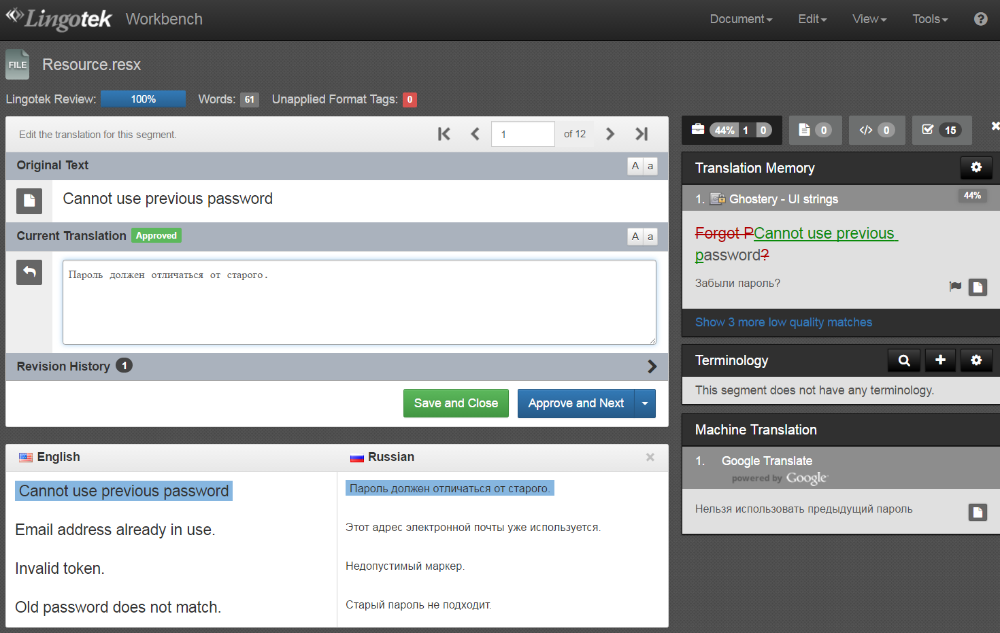 Lingotek Workbench
Document Edit View Tools ?
FILE Resource.resx
Lingotek Review: 100% Words: 61 Unapplied Format Tags: 0
Edit the translation for this segment. 1 of 12
Original Text A a
Cannot use previous password
Current Translation Approved A a
Пароль должен отличаться от старого.
Revision History 1
Save and Close Approve and Next
English Russian
Cannot use previous password Пароль должен отличаться от старого.
Email address already in use. Этот адрес электронной почты уже используется.
Invalid token. Недопустимый маркер.
Old password does not match. Старый пароль не подходит.
44% 1 0 0 0 15
Translation Memory
1. Ghostery - UI strings 44%
Forgot PCannot use previous
password?
Забыли пароль?
Show 3 more low quality matches
Terminology
This segment does not have any terminology.
Machine Translation
1. Google Translate
powered by Google
Нельзя использовать предыдущий пароль